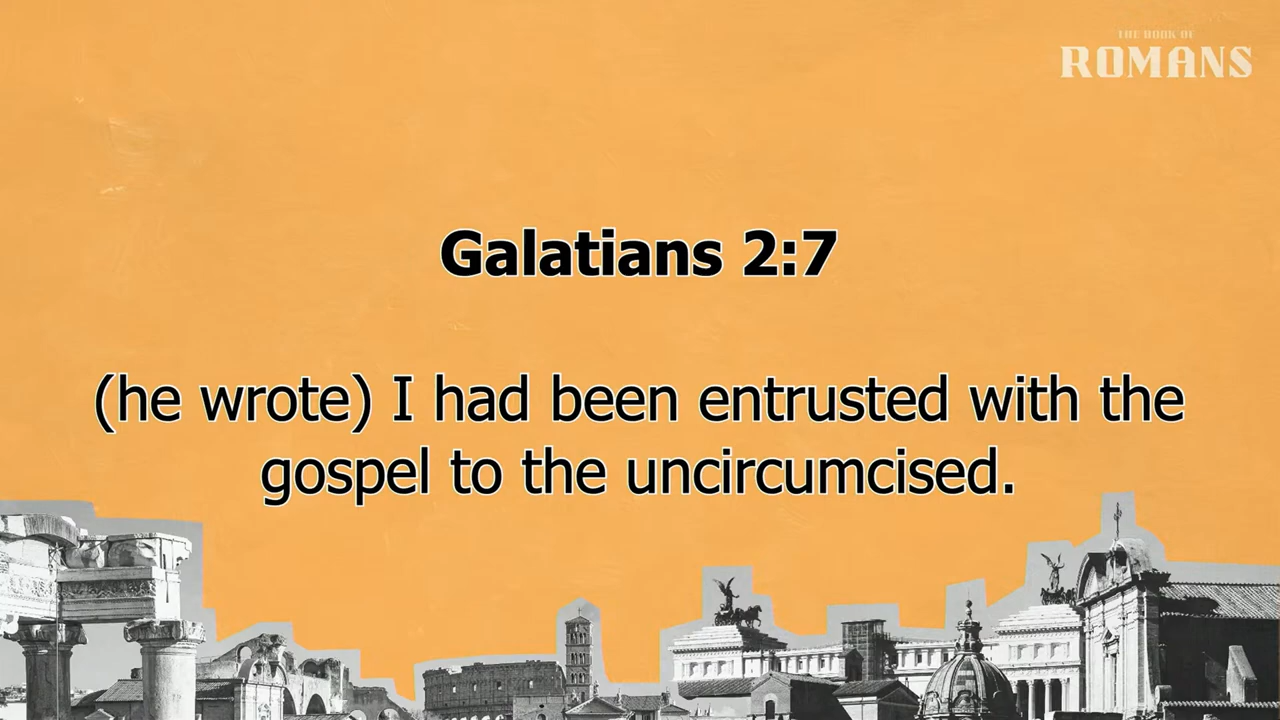 THE BOOK OF
ROMANS
Galatians 2:7
(he wrote) I had been entrusted with the
gospel to the uncircumcised.